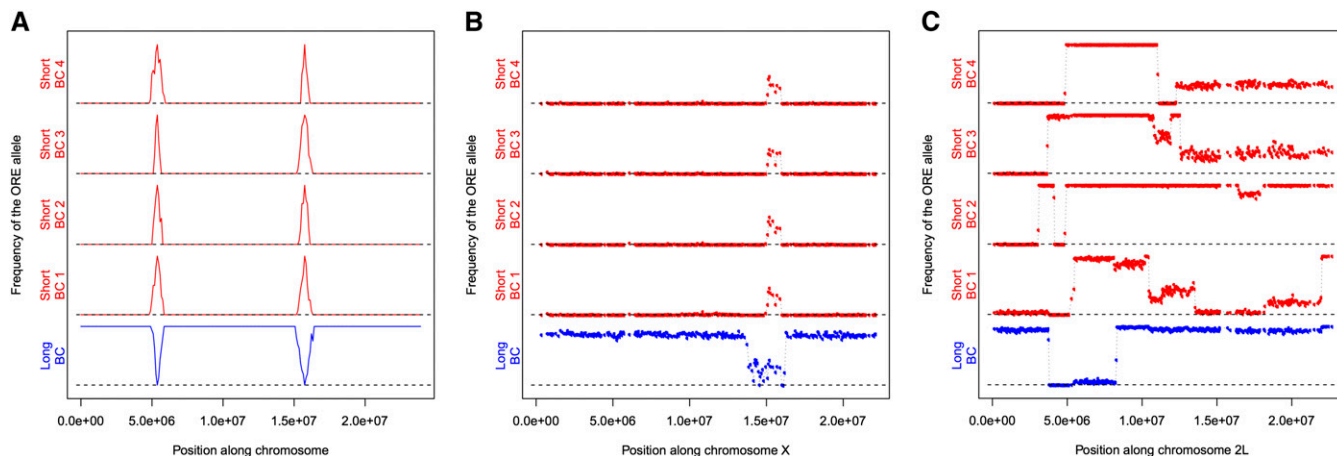 A
Frequency of the ORE allele
Short
BC 4
Short
BC 3
Short
BC 2
Short
BC 1
Long
BC
0.0e+00 5.0e+06 1.0e+07 1.5e+07 2.0e+07
Position along chromosome
B
Frequency of the ORE allele
Short
BC 4
Short
BC 3
Short
BC 2
Short
BC 1
Long
BC
0.0e+00 5.0e+06 1.0e+07 1.5e+07 2.0e+07
Position along chromosome X
C
Frequency of the ORE allele
Short
BC 4
Short
BC 3
Short
BC 2
Short
BC 1
Long
BC
0.0e+00 5.0e+06 1.0e+07 1.5e+07 2.0e+07
Position along chromosome 2L